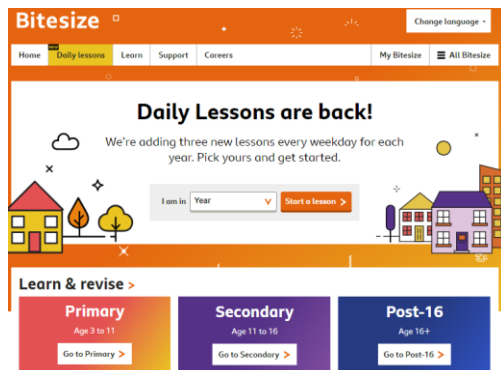 Bitesize
Change language
NEW
Home Daily lessons Learn Support Careers My Bitesize All Bitesize
Daily Lessons are back!
We're adding three new lessons every weekday for each
year. Pick yours and get started.
I am in Year Start a lesson >
Learn & revise >
Primary Secondary Post-16
Age 3 to 11 Age 11 to 16 Age 16+
Go to Primary > Go to Secondary > Go to Post-16 >